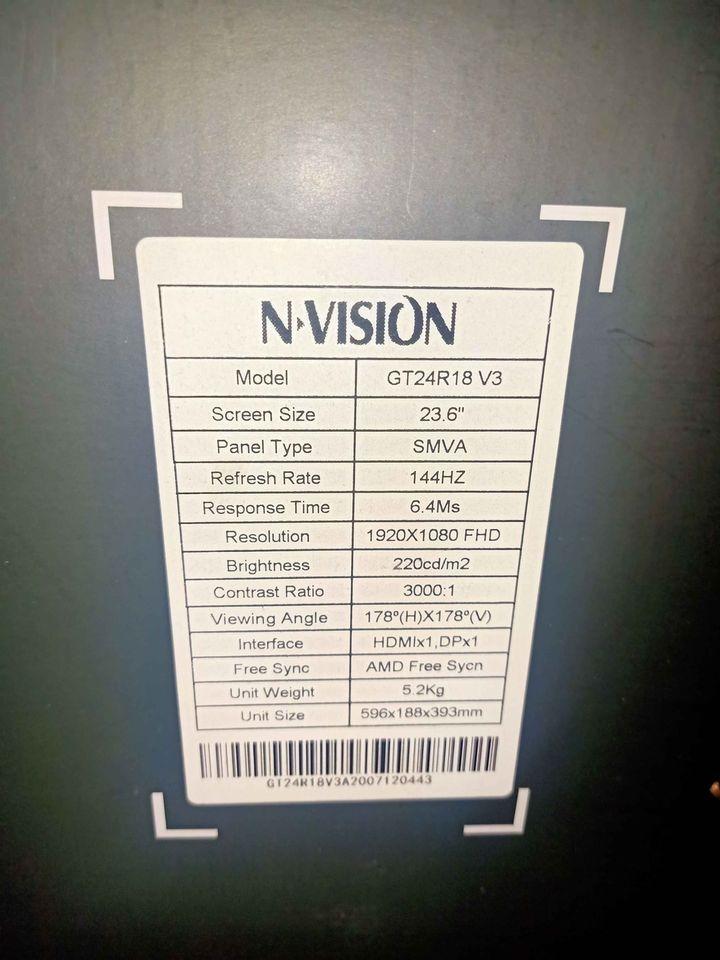 N-VISION
Model GT24R18 V3
Screen Size 23.6"
Panel Type SMVA
Refresh Rate 144HZ
Response Time 6.4Ms
Resolution 1920X1080 FHD
Brightness 220cd/m2
Contrast Ratio 3000:1
Viewing Angle 178º(H)X178º(V)
Interface HDMIx1,DPx1
Free Sync AMD Free Sycn
Unit Weight 5.2Kg
Unit Size 596x188x393mm
GT24R18V3A2007120443